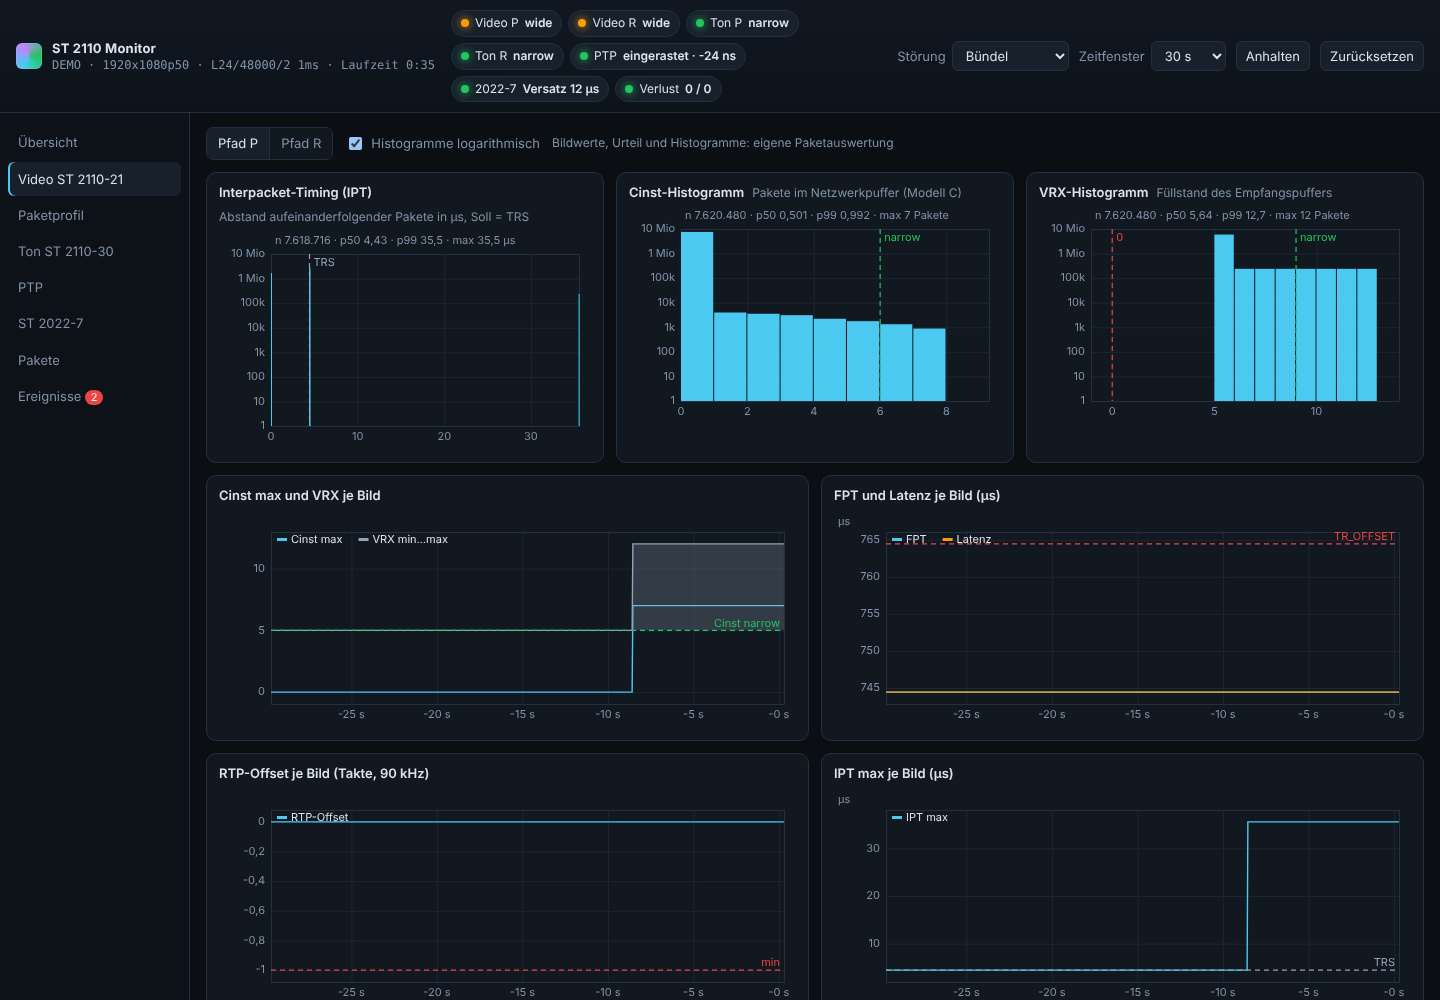 ST 2110 Monitor
DEMO · 1920x1080p50 · L24/48000/2 1ms · Laufzeit 0:35
Video P wide
Video R wide
Ton P narrow
Ton R narrow
PTP eingerastet · -24 ns
2022-7 Versatz 12 µs
Verlust 0 / 0
Störung
Bündel
Zeitfenster
30 s
Anhalten
Zurücksetzen
Übersicht
Video ST 2110-21
Paketprofil
Ton ST 2110-30
PTP
ST 2022-7
Pakete
Ereignisse 2
Pfad P
Pfad R
Histogramme logarithmisch
Bildwerte, Urteil und Histogramme: eigene Paketauswertung
Interpacket-Timing (IPT)
Abstand aufeinanderfolgender Pakete in µs, Soll = TRS
n 7.618.716 · p50 4,43 · p99 35,5 · max 35,5 µs
10 Mio
1 Mio
100k
10k
1k
100
10
1
TRS
0 10 20 30
Cinst-Histogramm Pakete im Netzwerkpuffer (Modell C)
n 7.620.480 · p50 0,501 · p99 0,992 · max 7 Pakete
10 Mio
1 Mio
100k
10k
1k
100
10
1
narrow
0 2 4 6 8
VRX-Histogramm Füllstand des Empfangspuffers
n 7.620.480 · p50 5,64 · p99 12,7 · max 12 Pakete
10 Mio
1 Mio
100k
10k
1k
100
10
1
0
narrow
0 5 10
Cinst max und VRX je Bild
Cinst max VRX min…max
10
5
0
Cinst narrow
-25 s -20 s -15 s -10 s -5 s -0 s
FPT und Latenz je Bild (µs)
µs
FPT Latenz
TR_OFFSET
765
760
755
750
745
-25 s -20 s -15 s -10 s -5 s -0 s
RTP-Offset je Bild (Takte, 90 kHz)
RTP-Offset
0
-0,2
-0,4
-0,6
-0,8
-1
min
-25 s -20 s -15 s -10 s -5 s -0 s
IPT max je Bild (µs)
µs
IPT max
30
20
10
TRS
-25 s -20 s -15 s -10 s -5 s -0 s